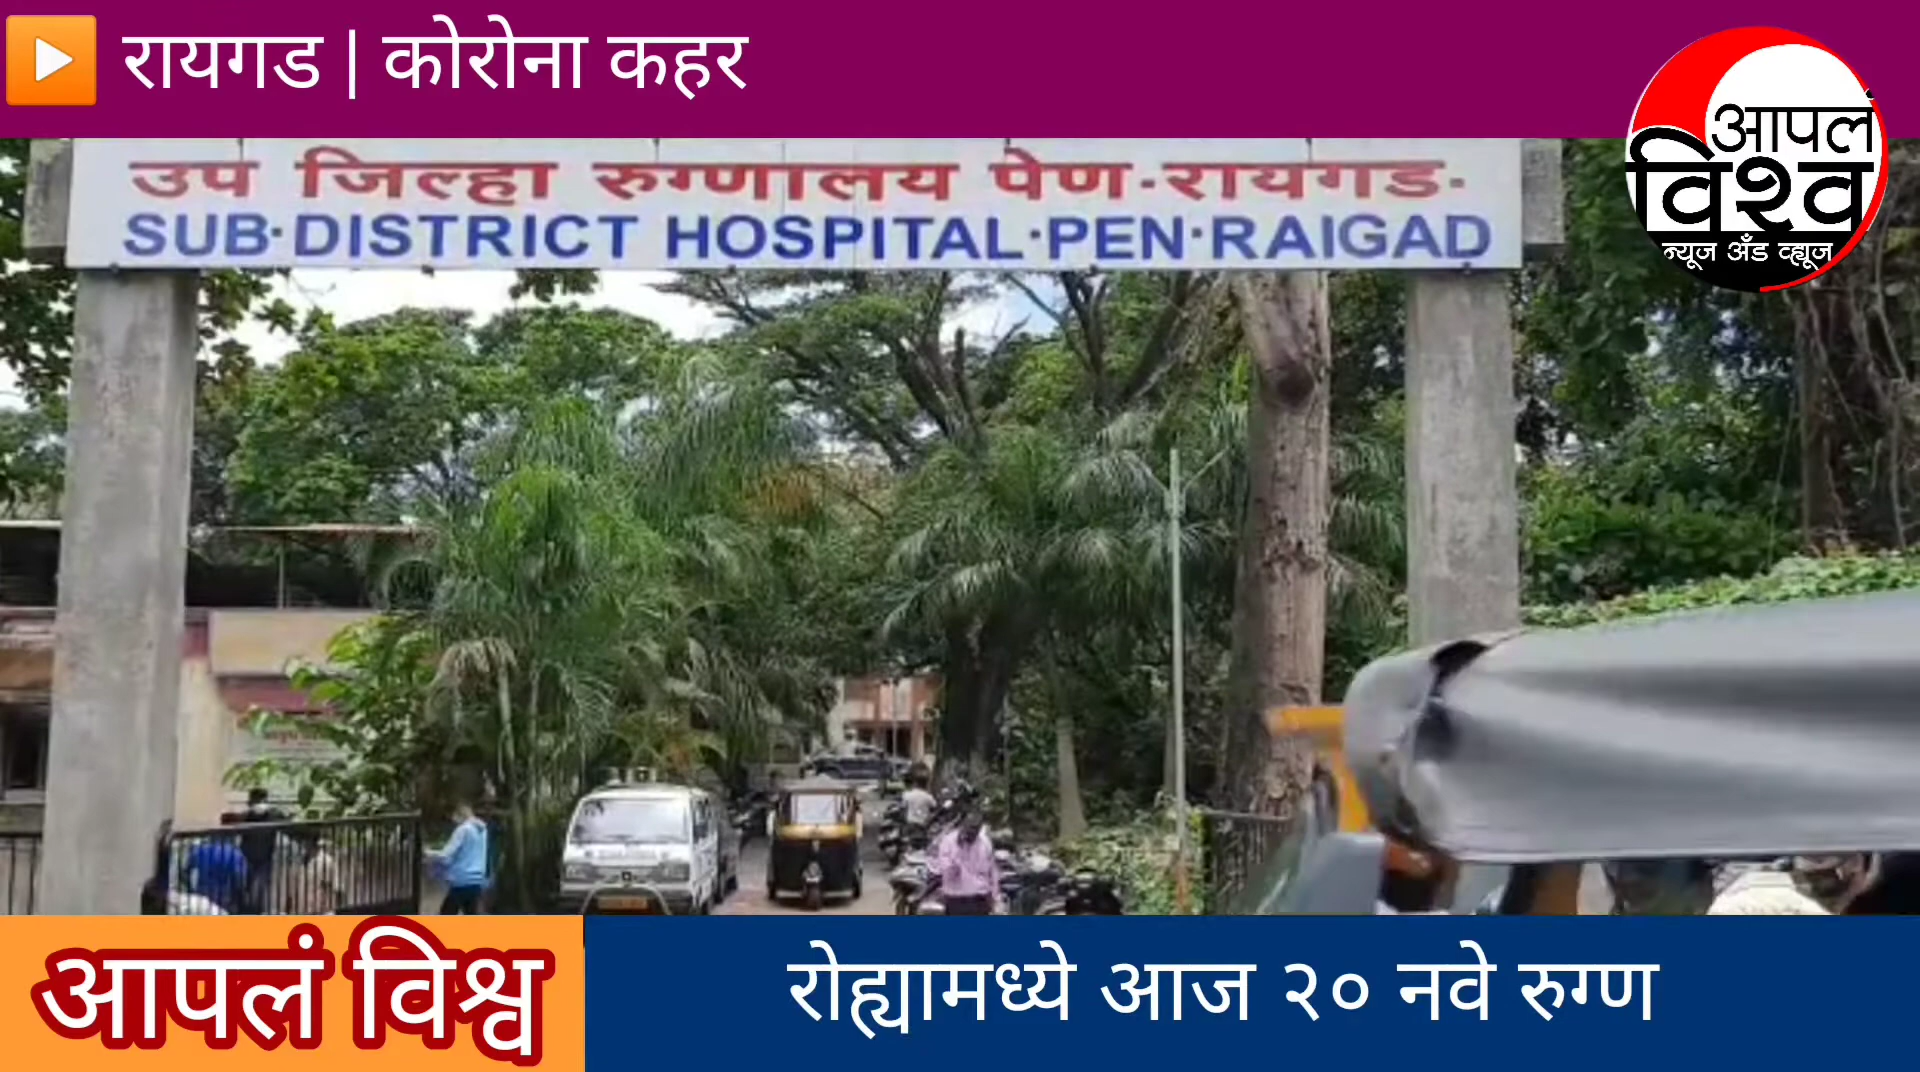 रायगड | कोरोना कहर
आपलं
विश्व
न्यूज अँड व्ह्यूज
उप जिल्हा रुग्णालय पेण-रायगड-
SUB-DISTRICT HOSPITAL-PEN-RAIGAD
आपलं विश्व
रोह्यामध्ये आज २० नवे रुग्ण